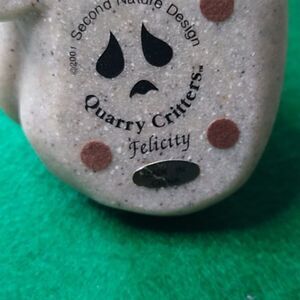 ©2001 Second Nature Design
Quarry Critters™
Felicity